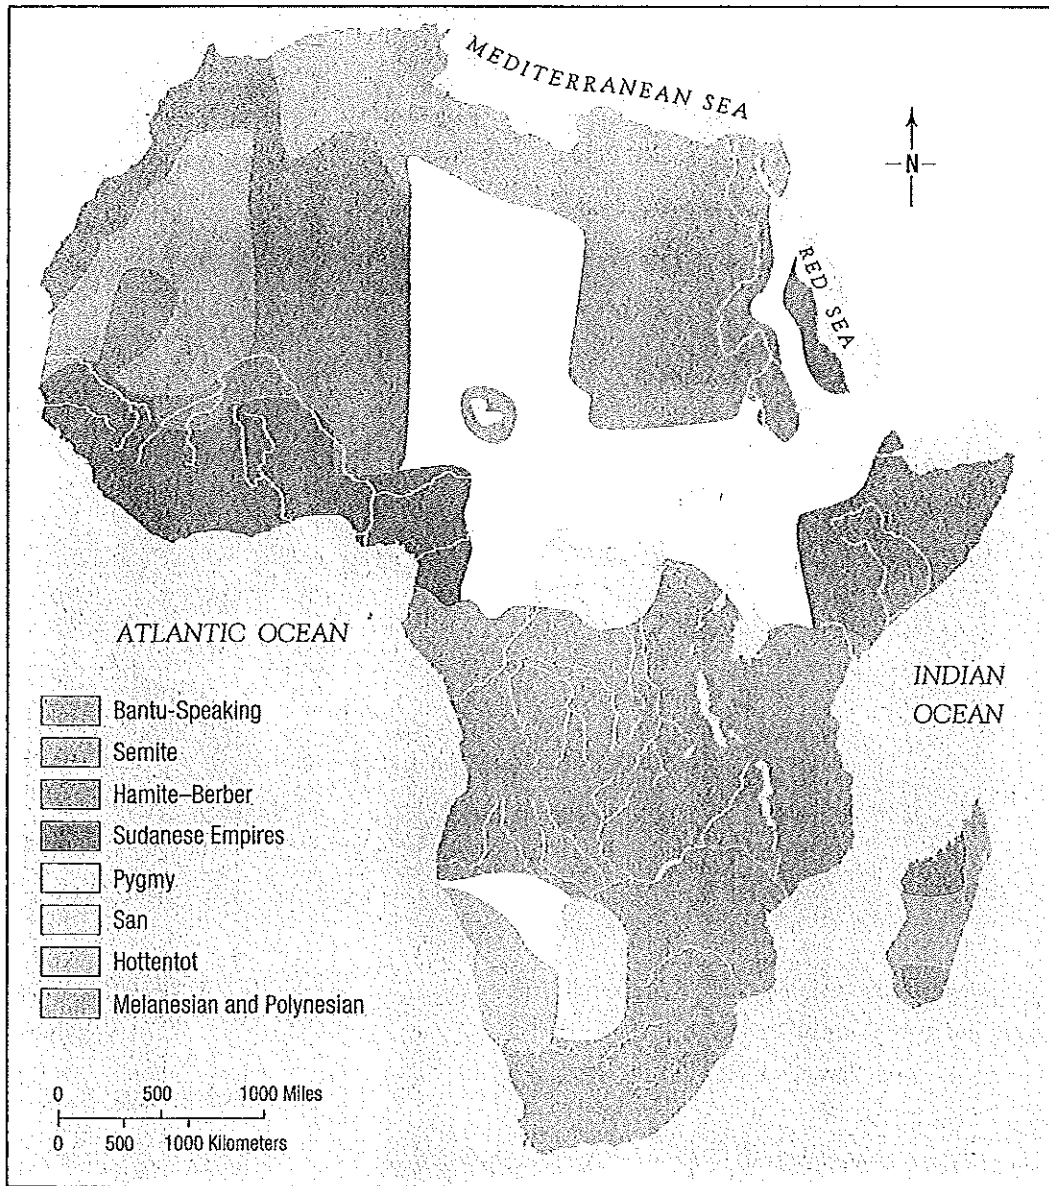 MEDITERRANEAN SEA
N
RED SEA
ATLANTIC OCEAN
INDIAN
OCEAN
Bantu-Speaking
Semite
Hamite–Berber
Sudanese Empires
Pygmy
San
Hottentot
Melanesian and Polynesian
0 500 1000 Miles
0 500 1000 Kilometers